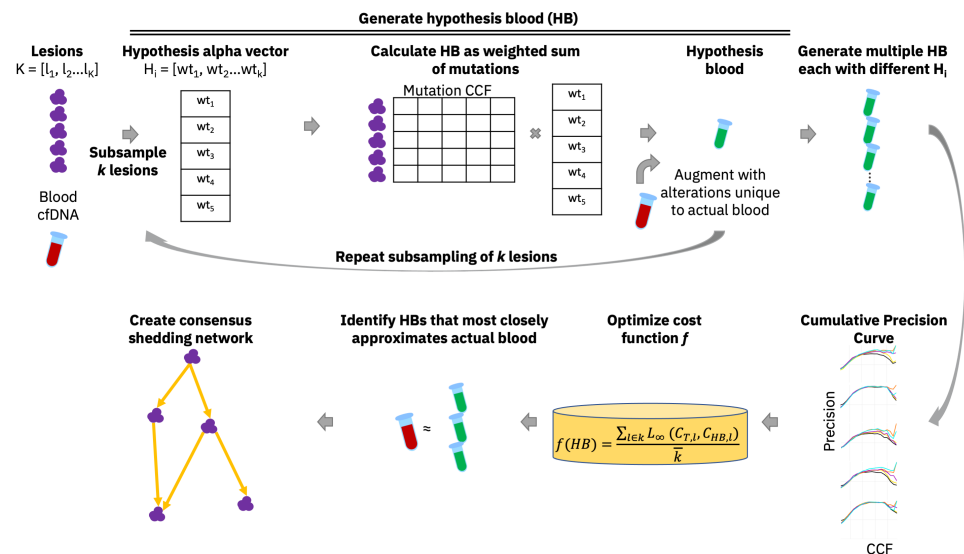 Generate hypothesis blood (HB)
Lesions
K = [l1, l2...lK]
Hypothesis alpha vector
Hi = [wt1, wt2...wtk]
Calculate HB as weighted sum
of mutations
Hypothesis
blood
Generate multiple HB
each with different Hi
Mutation CCF
wt1
wt2
wt3
wt4
wt5
wt1
wt2
wt3
wt4
wt5
Subsample
k lesions
Blood
cfDNA
Augment with
alterations unique
to actual blood
Repeat subsampling of k lesions
Create consensus
shedding network
Identify HBs that most closely
approximates actual blood
Optimize cost
function f
Cumulative Precision
Curve
≈
f(HB) = ∑l∈k L∞ (CT,l, CHB,l) / k̅
Precision
CCF